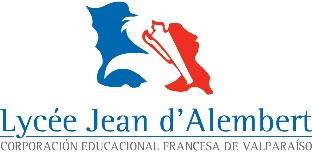 Lycée Jean d'Alembert
CORPORACIÓN EDUCACIONAL FRANCESA DE VALPARAÍSO